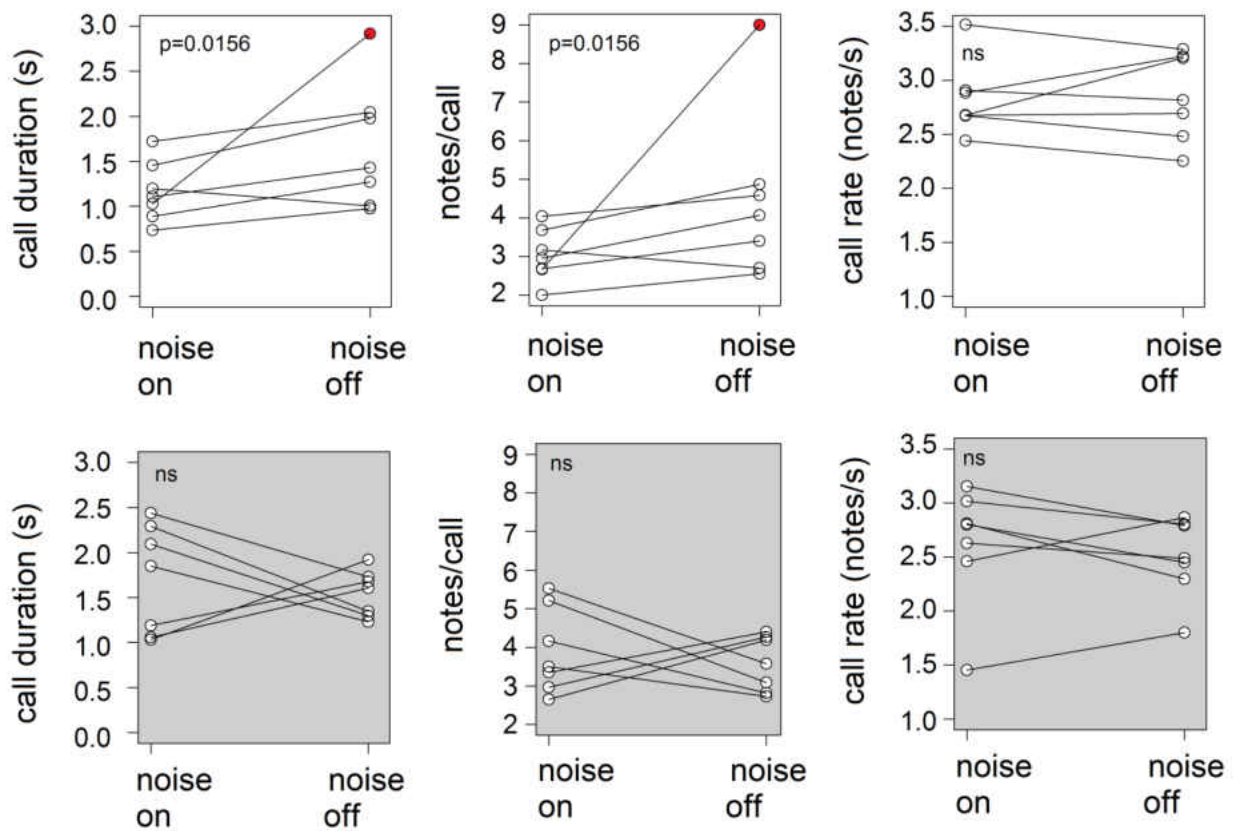 call duration (s)
3.0
2.5
2.0
1.5
1.0
0.5
0.0
p=0.0156
noise
on
noise
off
notes/call
9
8
7
6
5
4
3
2
p=0.0156
noise
on
noise
off
call rate (notes/s)
3.5
3.0
2.5
2.0
1.5
1.0
ns
noise
on
noise
off
call duration (s)
3.0
2.5
2.0
1.5
1.0
0.5
0.0
ns
noise
on
noise
off
notes/call
9
8
7
6
5
4
3
2
ns
noise
on
noise
off
call rate (notes/s)
3.5
3.0
2.5
2.0
1.5
1.0
ns
noise
on
noise
off